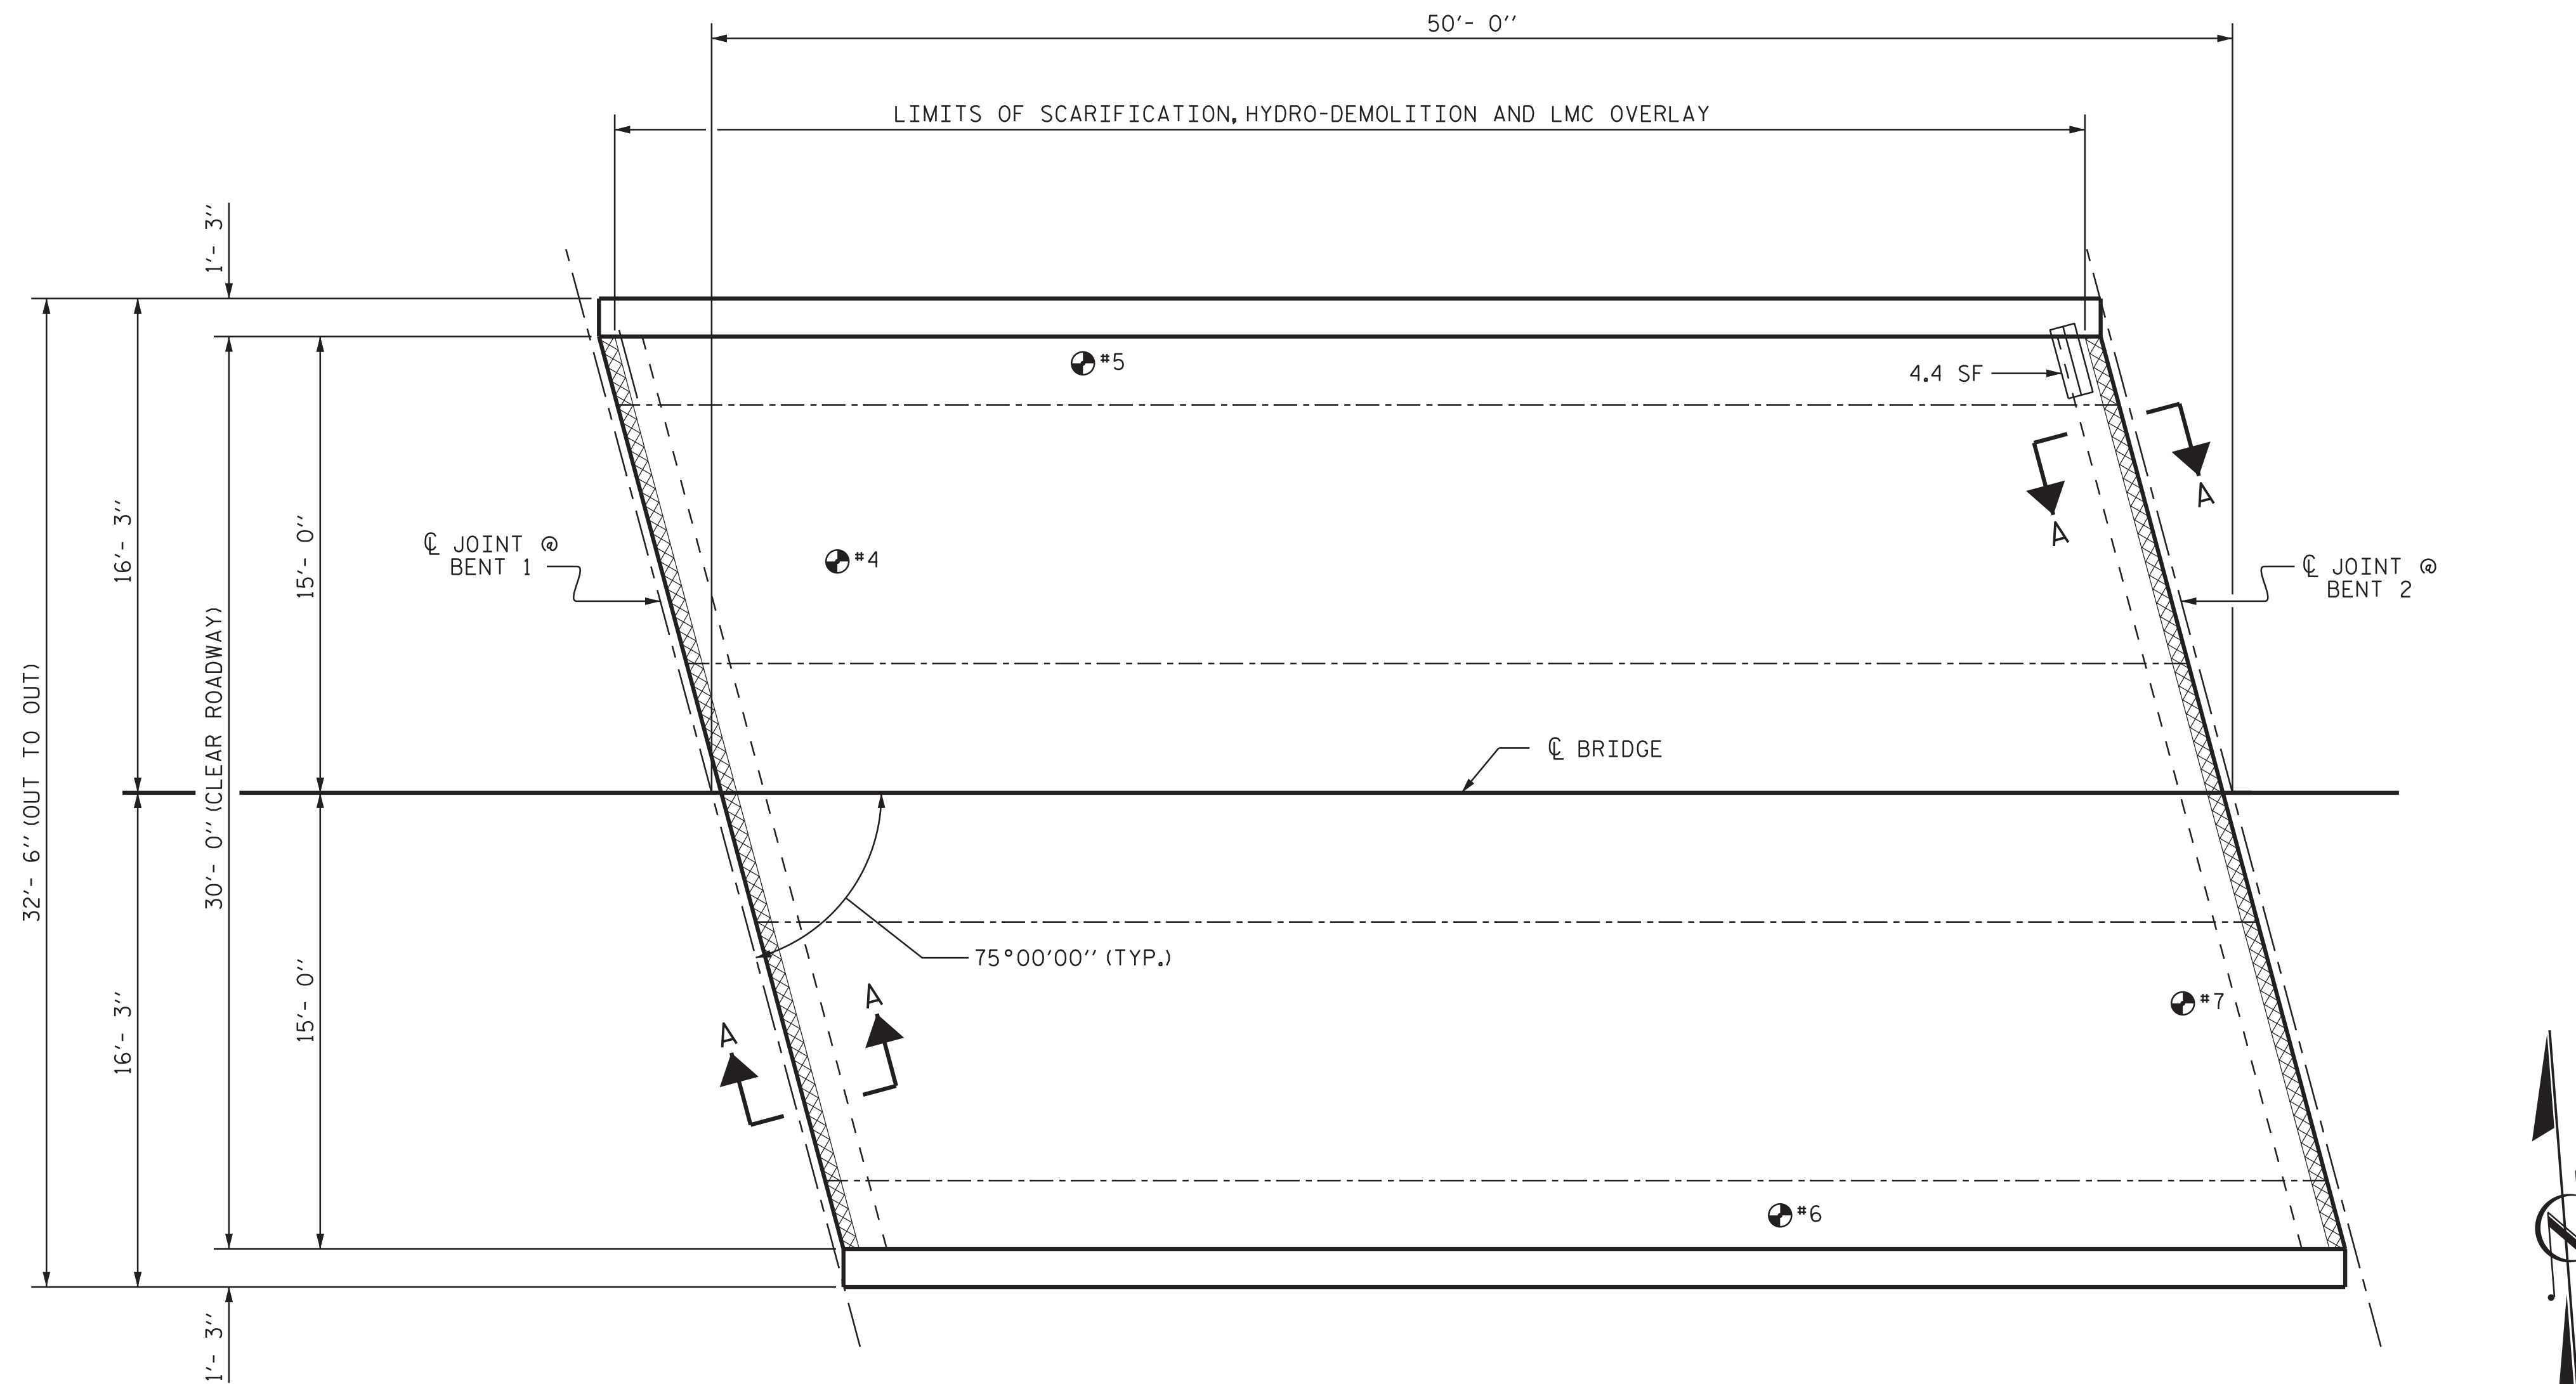 50'- 0"
LIMITS OF SCARIFICATION, HYDRO-DEMOLITION AND LMC OVERLAY
1'- 3"
#5
4.4 SF
A
A
16'- 3"
15'- 0"
℄ JOINT @
BENT 1
#4
℄ JOINT @
BENT 2
32'- 6" (OUT TO OUT)
30'- 0" (CLEAR ROADWAY)
℄ BRIDGE
75°00'00" (TYP.)
16'- 3"
15'- 0"
A
A
#7
#6
1'- 3"